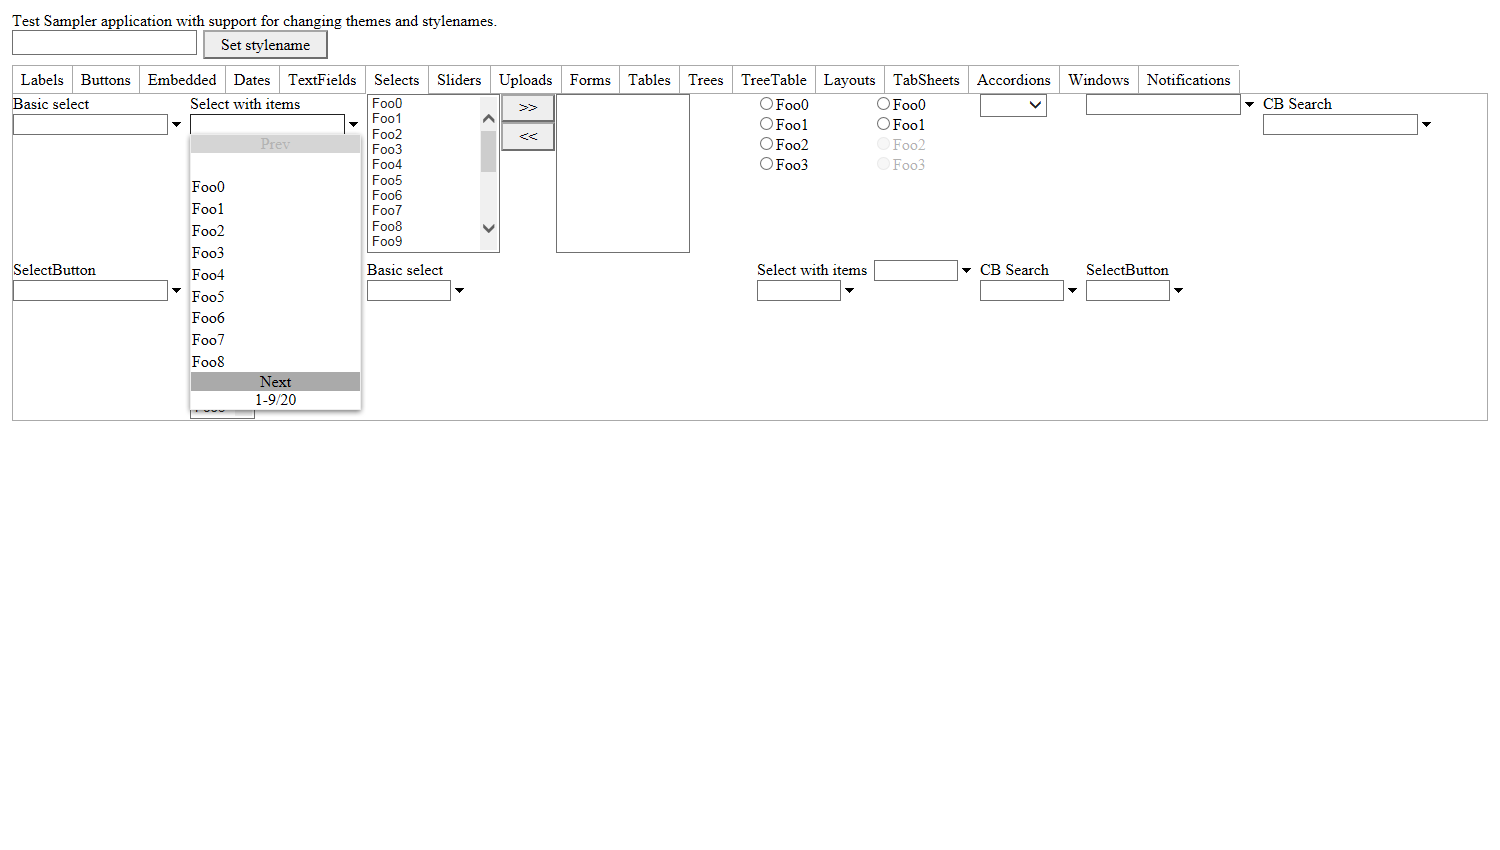 Test Sampler application with support for changing themes and stylenames.
Set stylename
Labels Buttons Embedded Dates TextFields Selects Sliders Uploads Forms Tables Trees TreeTable Layouts TabSheets Accordions Windows Notifications
Basic select
Select with items
Prev
Foo0
Foo1
Foo2
Foo3
Foo4
Foo5
Foo6
Foo7
Foo8
Next
1-9/20
Foo0
Foo1
Foo2
Foo3
Foo4
Foo5
Foo6
Foo7
Foo8
Foo9
>>
<<
Foo0
Foo1
Foo2
Foo3
Foo0
Foo1
Foo2
Foo3
CB Search
SelectButton
Basic select
Select with items
CB Search
SelectButton